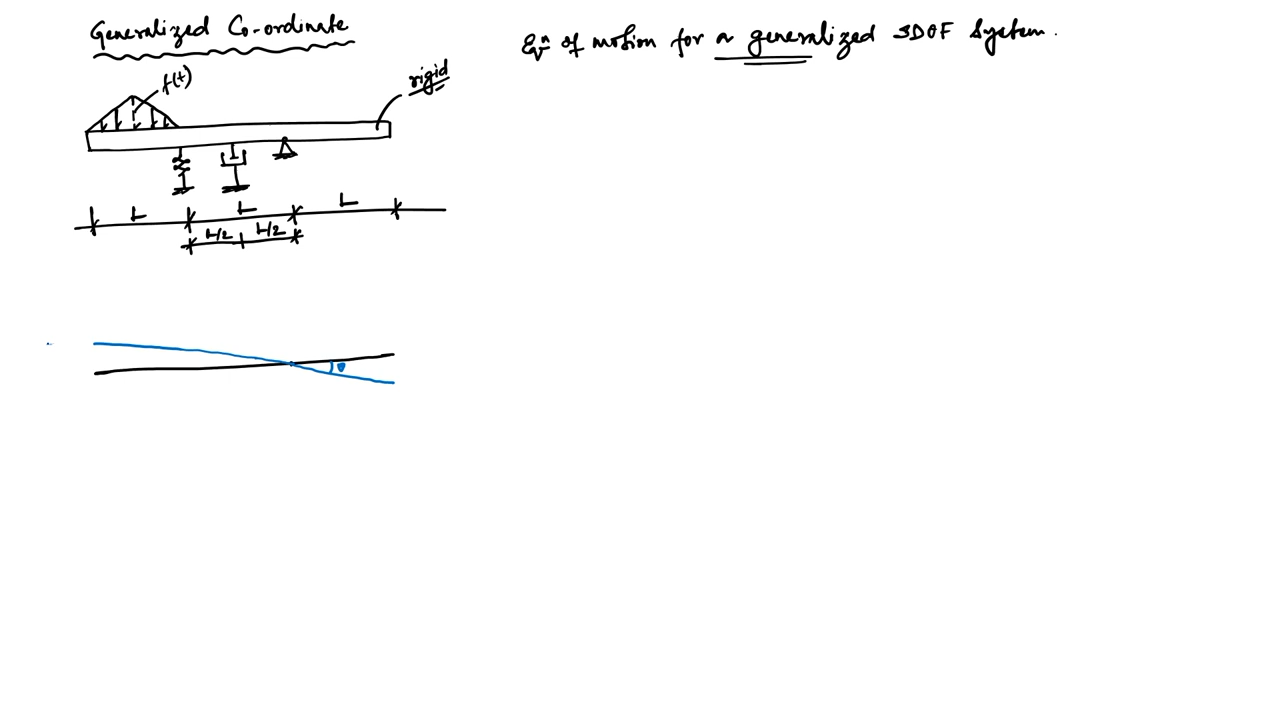 Generalized Co-ordinate
Eqⁿ of motion for a generalized SDOF System.
f(t)
rigid
L L L
L/2 L/2
θ